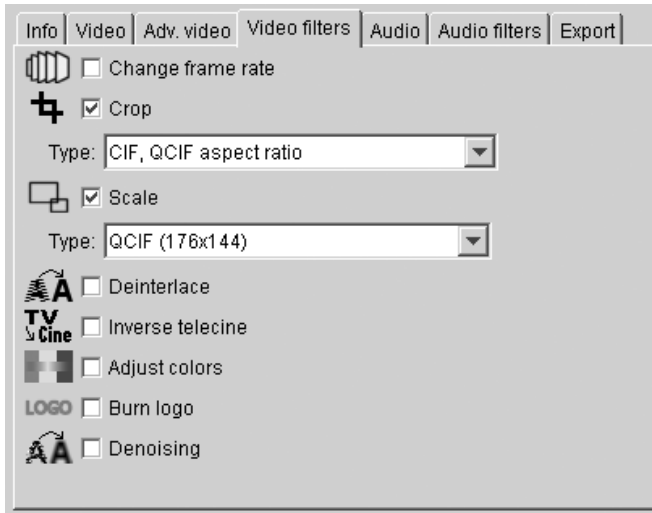 Info Video Adv. video Video filters Audio Audio filters Export
Change frame rate
Crop
Type: CIF, QCIF aspect ratio
Scale
Type: QCIF (176x144)
A A Deinterlace
TV
Cine Inverse telecine
Adjust colors
LOGO Burn logo
A A Denoising